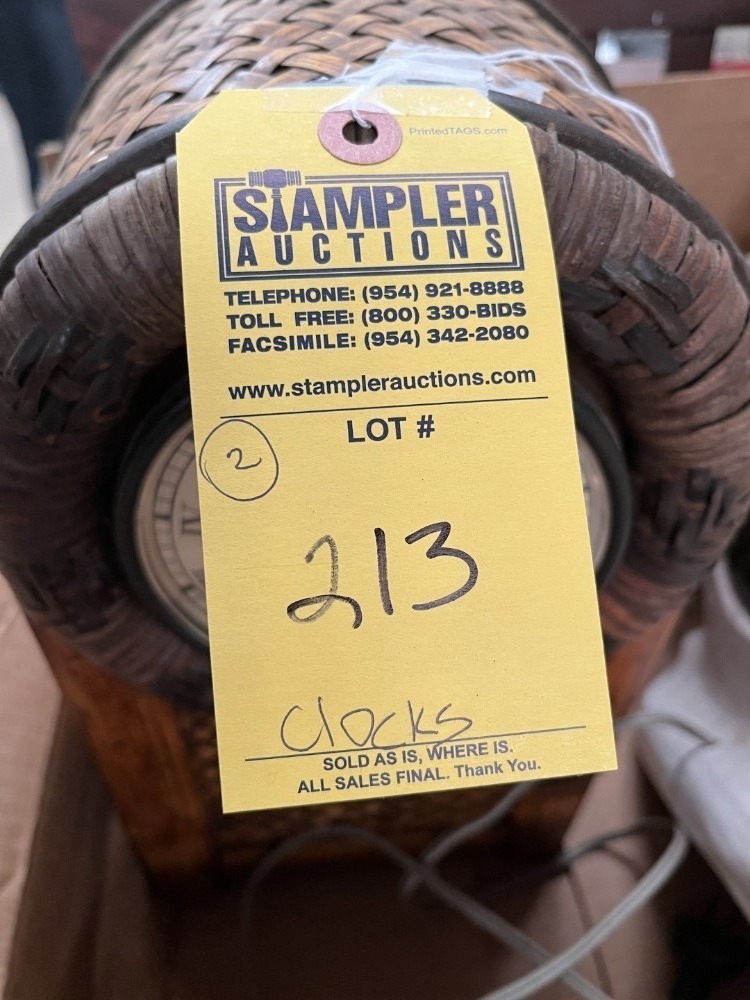 PrintedTAGS.com
STAMPLER
AUCTIONS
TELEPHONE: (954) 921-8888
TOLL FREE: (800) 330-BIDS
FACSIMILE: (954) 342-2080
www.stamplerauctions.com
LOT #
2
213
Clocks
SOLD AS IS, WHERE IS.
ALL SALES FINAL. Thank You.